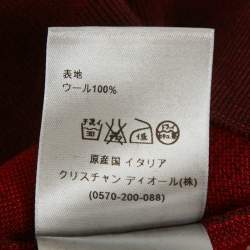 表地
ウール100%
原産国 イタリア
クリスチャン ディオール(株)
(0570-200-088)